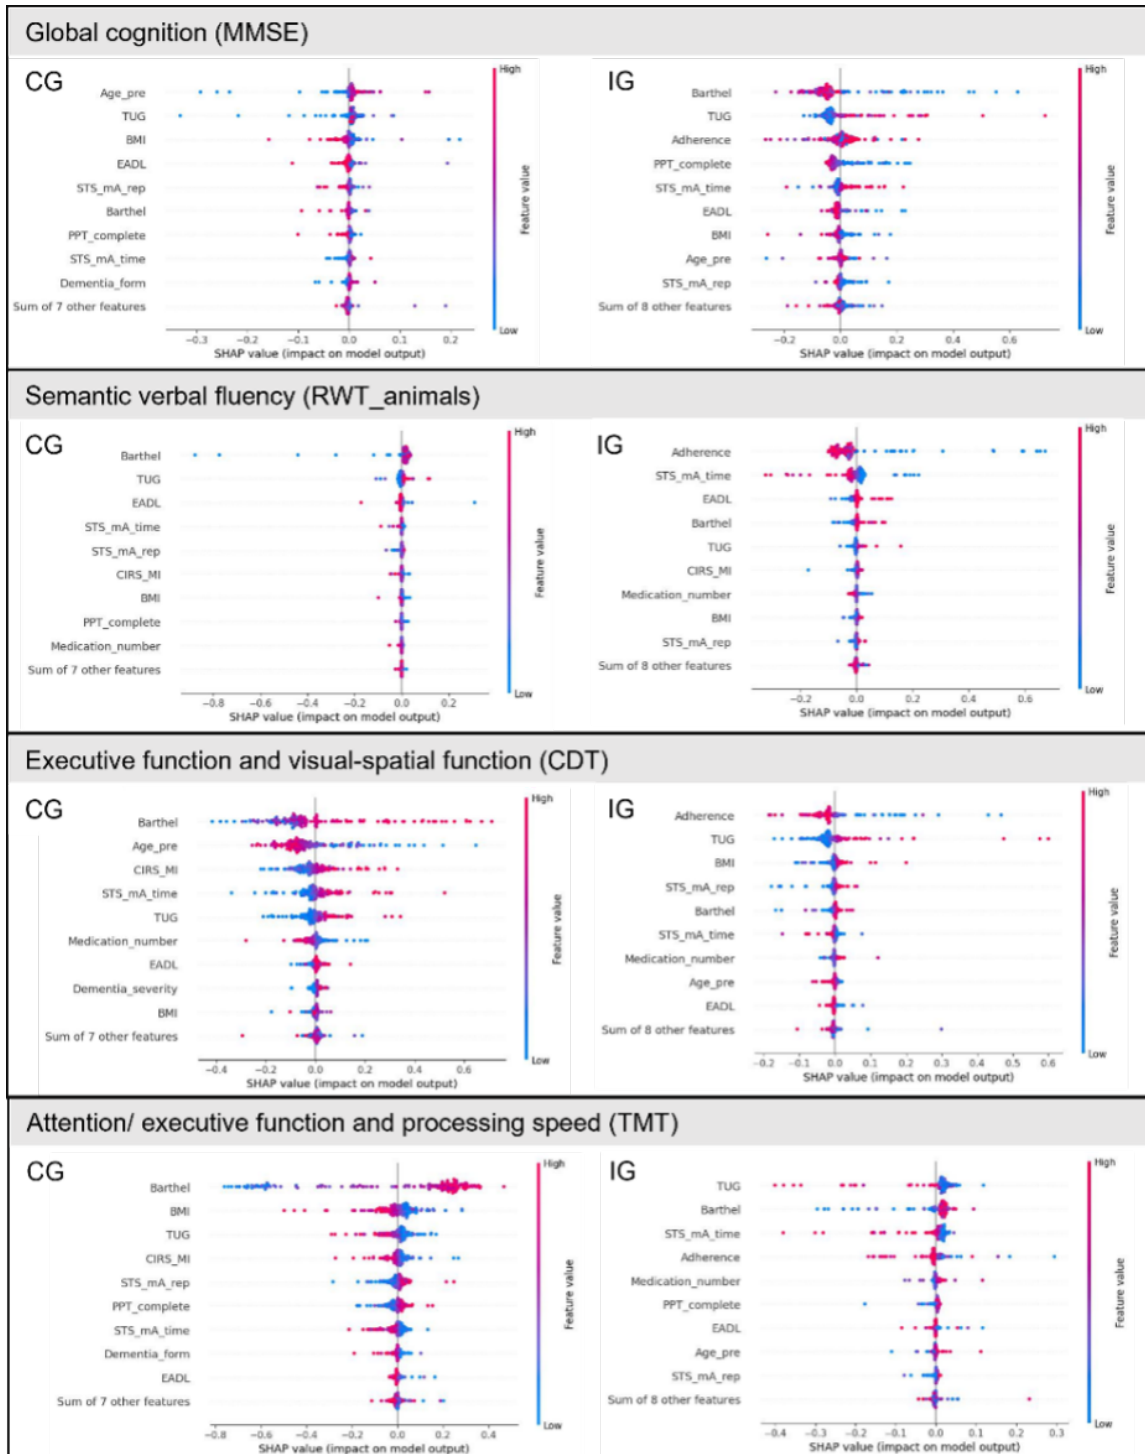 Global cognition (MMSE)
CG
Age_pre
TUG
BMI
EADL
STS_mA_rep
Barthel
PPT_complete
STS_mA_time
Dementia_form
Sum of 7 other features
−0.3 −0.2 −0.1 0.0 0.1 0.2
SHAP value (impact on model output)
High
Feature value
Low
IG
Barthel
TUG
Adherence
PPT_complete
STS_mA_time
EADL
BMI
Age_pre
STS_mA_rep
Sum of 8 other features
−0.2 0.0 0.2 0.4 0.6
SHAP value (impact on model output)
High
Feature value
Low
Semantic verbal fluency (RWT_animals)
CG
Barthel
TUG
EADL
STS_mA_time
STS_mA_rep
CIRS_MI
BMI
PPT_complete
Medication_number
Sum of 7 other features
−0.8 −0.6 −0.4 −0.2 0.0 0.2
SHAP value (impact on model output)
High
Feature value
Low
IG
Adherence
STS_mA_time
EADL
Barthel
TUG
CIRS_MI
Medication_number
BMI
STS_mA_rep
Sum of 8 other features
−0.2 0.0 0.2 0.4 0.6
SHAP value (impact on model output)
High
Feature value
Low
Executive function and visual-spatial function (CDT)
CG
Barthel
Age_pre
CIRS_MI
STS_mA_time
TUG
Medication_number
EADL
Dementia_severity
BMI
Sum of 7 other features
−0.4 −0.2 0.0 0.2 0.4 0.6
SHAP value (impact on model output)
High
Feature value
Low
IG
Adherence
TUG
BMI
STS_mA_rep
Barthel
STS_mA_time
Medication_number
Age_pre
EADL
Sum of 8 other features
−0.2 −0.1 0.0 0.1 0.2 0.3 0.4 0.5 0.6
SHAP value (impact on model output)
High
Feature value
Low
Attention/ executive function and processing speed (TMT)
CG
Barthel
BMI
TUG
CIRS_MI
STS_mA_rep
PPT_complete
STS_mA_time
Dementia_form
EADL
Sum of 7 other features
−0.8 −0.6 −0.4 −0.2 0.0 0.2 0.4
SHAP value (impact on model output)
High
Feature value
Low
IG
TUG
Barthel
STS_mA_time
Adherence
Medication_number
PPT_complete
EADL
Age_pre
STS_mA_rep
Sum of 8 other features
−0.4 −0.3 −0.2 −0.1 0.0 0.1 0.2 0.3
SHAP value (impact on model output)
High
Feature value
Low